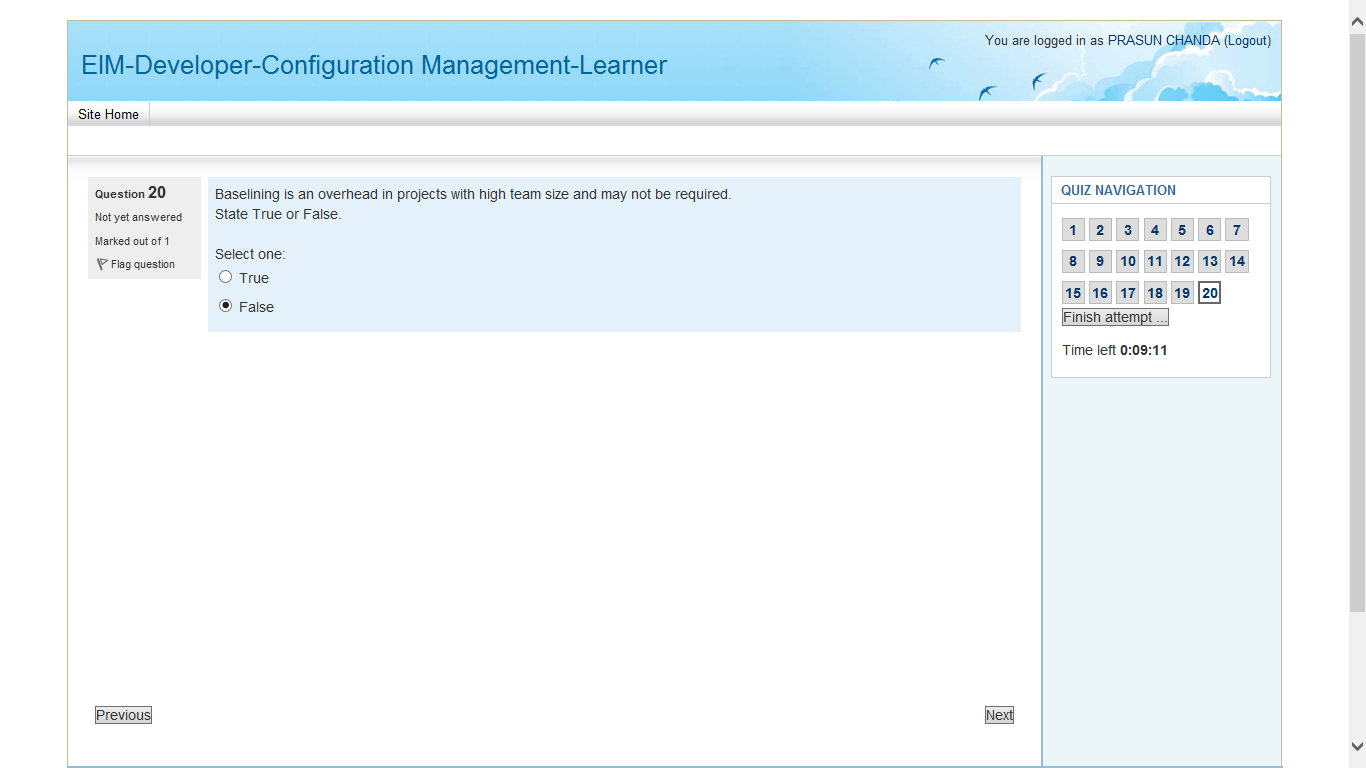 You are logged in as PRASUN CHANDA (Logout)
EIM-Developer-Configuration Management-Learner
Site Home
Question 20
Not yet answered
Marked out of 1
Flag question
Baselining is an overhead in projects with high team size and may not be required.
State True or False.
Select one:
True
False
QUIZ NAVIGATION
1 2 3 4 5 6 7
8 9 10 11 12 13 14
15 16 17 18 19 20
Finish attempt ...
Time left 0:09:11
Previous
Next